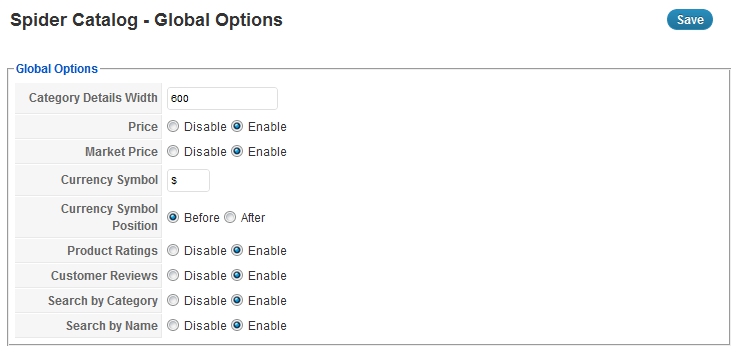 Spider Catalog - Global Options
Save
Global Options
Category Details Width 600
Price Disable Enable
Market Price Disable Enable
Currency Symbol $
Currency Symbol
Position Before After
Product Ratings Disable Enable
Customer Reviews Disable Enable
Search by Category Disable Enable
Search by Name Disable Enable